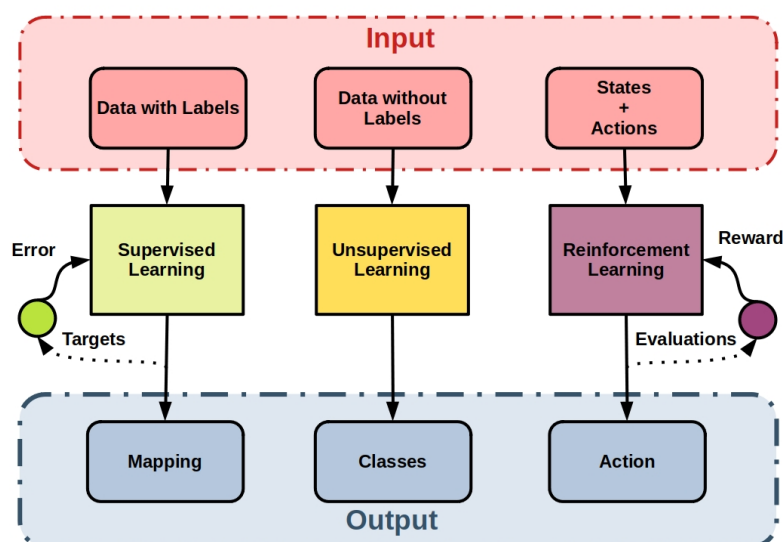 Input
Data with Labels
Data without
Labels
States
+
Actions
Error
Supervised
Learning
Unsupervised
Learning
Reinforcement
Learning
Reward
Targets
Evaluations
Mapping
Classes
Action
Output